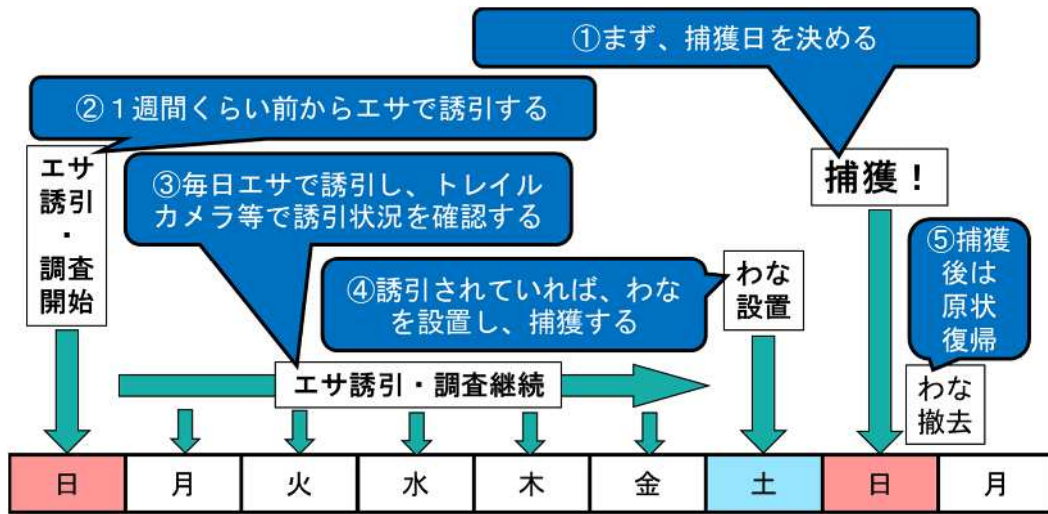 ①まず、捕獲日を決める
②１週間くらい前からエサで誘引する
エサ
誘引
・
調査
開始
③毎日エサで誘引し、トレイル
カメラ等で誘引状況を確認する
捕獲！
④誘引されていれば、わな
を設置し、捕獲する
わな
設置
⑤捕獲
後は
原状
復帰
エサ誘引・調査継続
わな
撤去
日 月 火 水 木 金 土 日 月